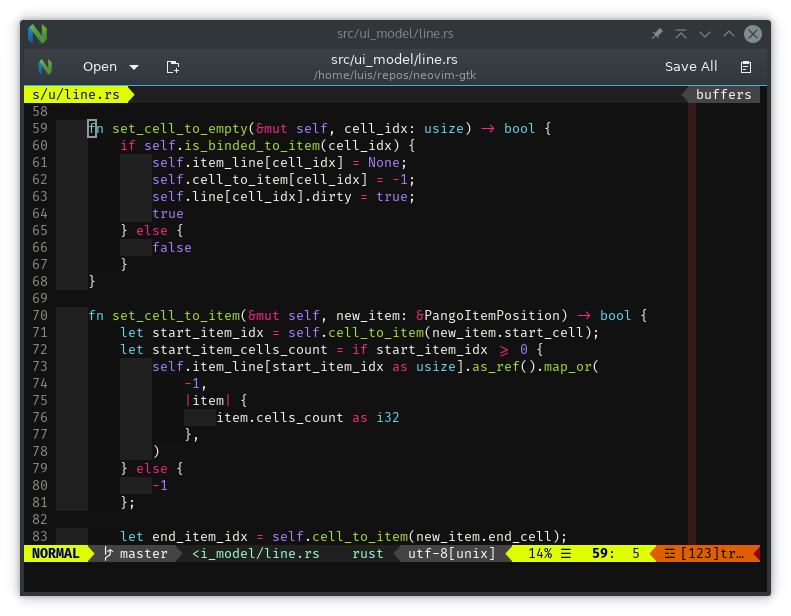 src/ui_model/line.rs
Open
src/ui_model/line.rs
/home/luis/repos/neovim-gtk
Save All
s/u/line.rs
buffers
58
59 fn set_cell_to_empty(&mut self, cell_idx: usize) -> bool {
60 if self.is_binded_to_item(cell_idx) {
61 self.item_line[cell_idx] = None;
62 self.cell_to_item[cell_idx] = -1;
63 self.line[cell_idx].dirty = true;
64 true
65 } else {
66 false
67 }
68 }
69
70 fn set_cell_to_item(&mut self, new_item: &PangoItemPosition) -> bool {
71 let start_item_idx = self.cell_to_item(new_item.start_cell);
72 let start_item_cells_count = if start_item_idx ⩾ 0 {
73 self.item_line[start_item_idx as usize].as_ref().map_or(
74 -1,
75 |item| {
76 item.cells_count as i32
77 },
78 )
79 } else {
80 -1
81 };
82
83 let end_item_idx = self.cell_to_item(new_item.end_cell);
NORMAL master <i_model/line.rs rust utf-8[unix] 14% ☰ 59: 5 ☲ [123]tr…